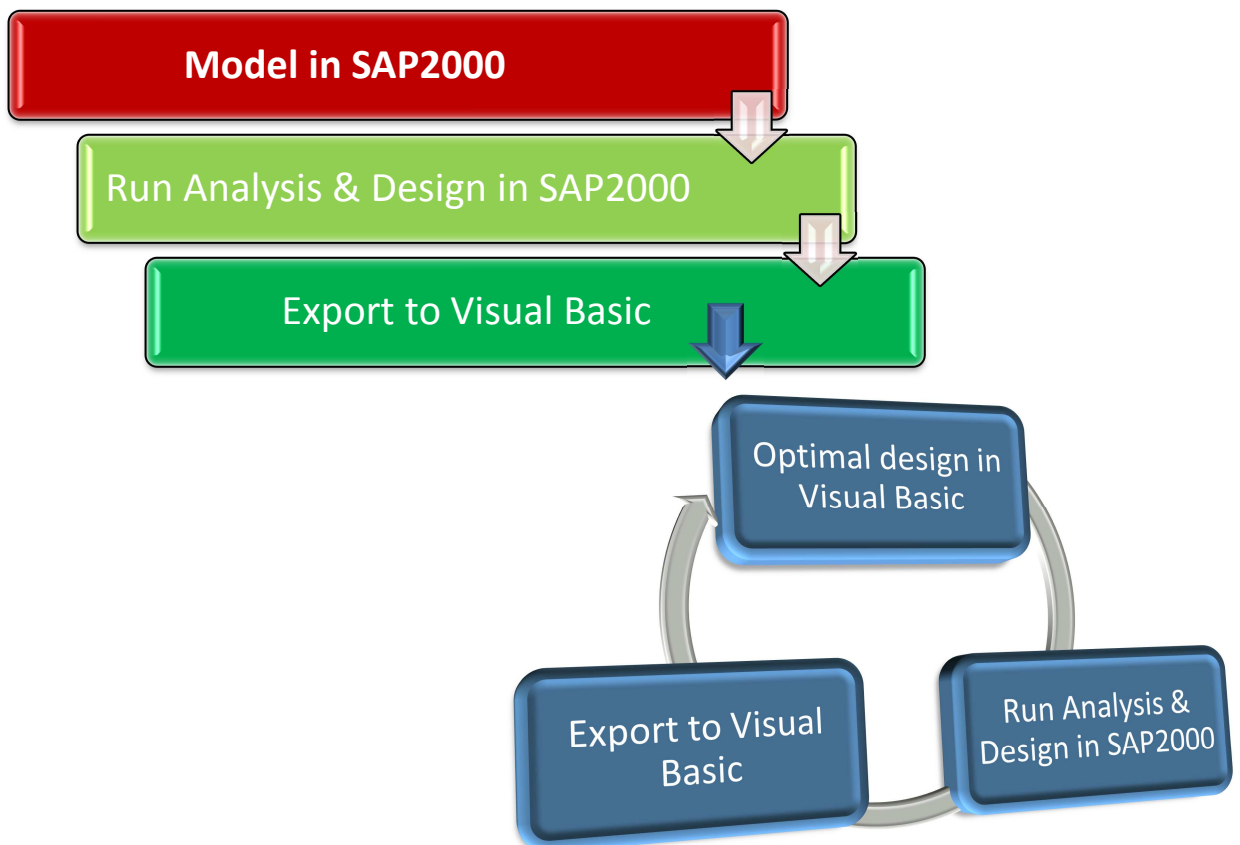 Model in SAP2000
Run Analysis & Design in SAP2000
Export to Visual Basic
Optimal design in
Visual Basic
Run Analysis &
Design in SAP2000
Export to Visual
Basic